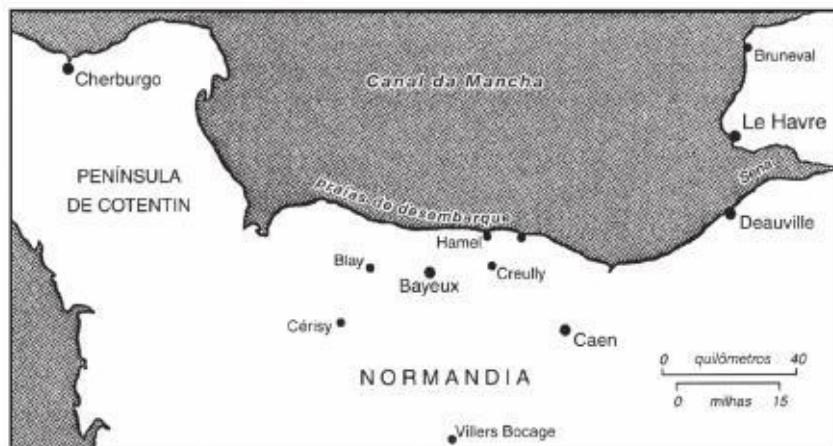 Bruneval
Cherburgo
Canal da Mancha
Le Havre
PENÍNSULA
DE COTENTIN
Sena
praias do desembarque
Deauville
Hamel
Blay
Creully
Bayeux
Cérisy
Caen
0 quilômetros 40
NORMANDIA
0 milhas 15
Villers Bocage